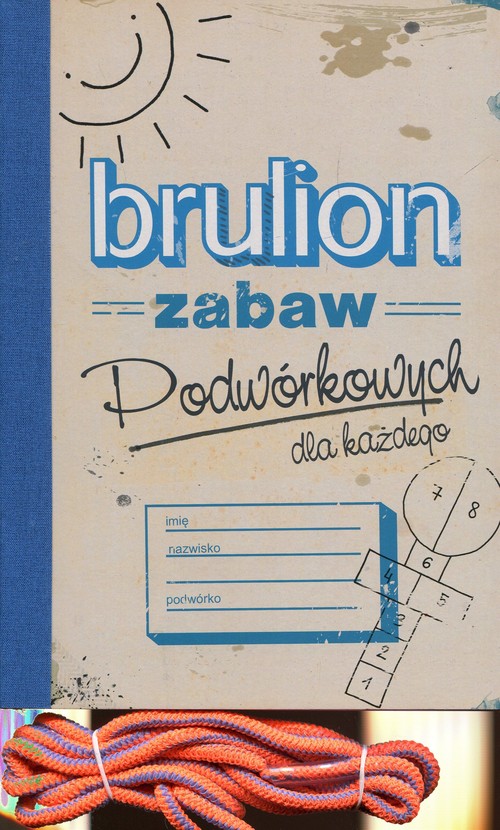 brulion
zabaw
Podwórkowych
dla każdego
imię
nazwisko
podwórko
7 8
6
4 5
3
2
1